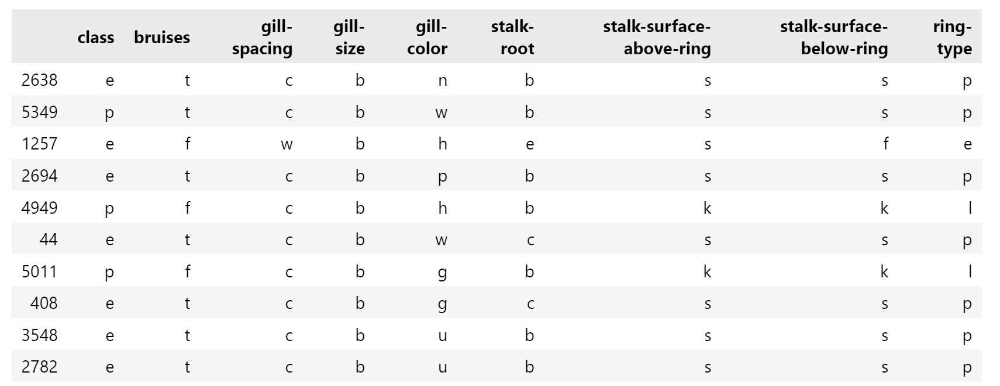 class bruises gill-spacing gill-size gill-color stalk-root stalk-surface-above-ring stalk-surface-below-ring ring-type
2638 e t c b n b s s p
5349 p t c b w b s s p
1257 e f w b h e s f e
2694 e t c b p b s s p
4949 p f c b h b k k l
44 e t c b w c s s p
5011 p f c b g b k k l
408 e t c b g c s s p
3548 e t c b u b s s p
2782 e t c b u b s s p